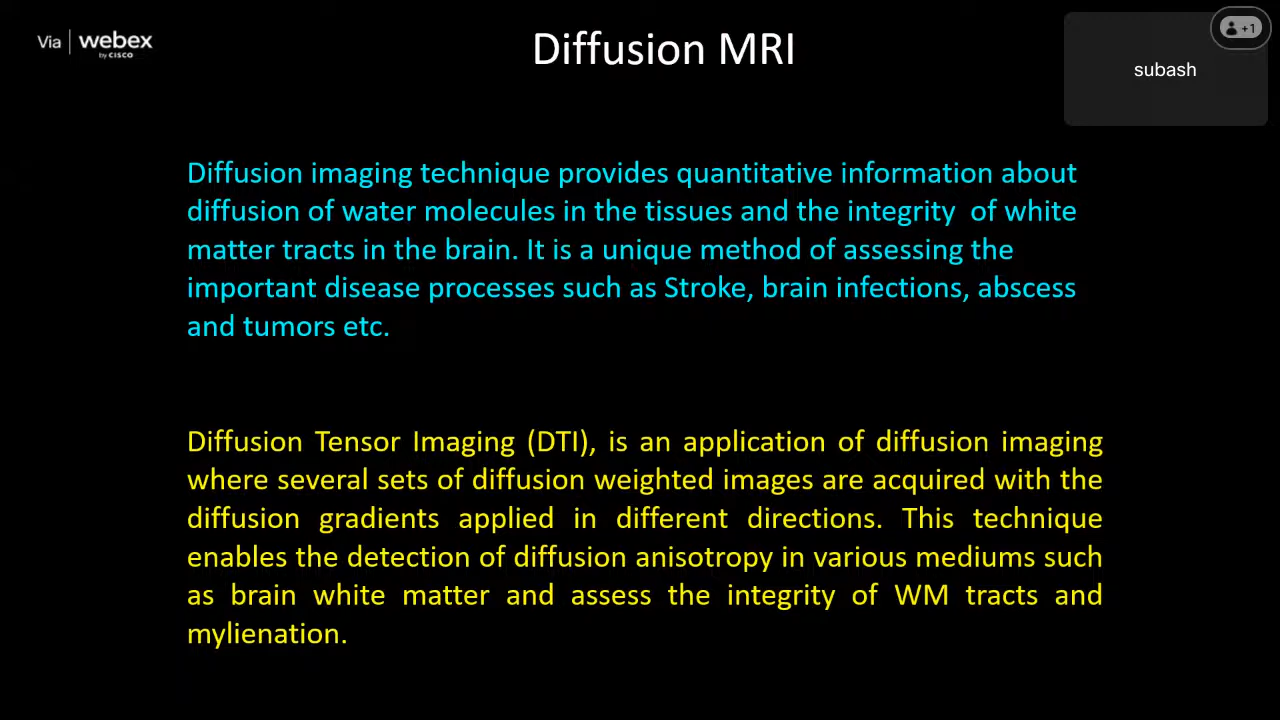 Via webex
by CISCO
Diffusion MRI
+1
subash
Diffusion imaging technique provides quantitative information about
diffusion of water molecules in the tissues and the integrity of white
matter tracts in the brain. It is a unique method of assessing the
important disease processes such as Stroke, brain infections, abscess
and tumors etc.
Diffusion Tensor Imaging (DTI), is an application of diffusion imaging
where several sets of diffusion weighted images are acquired with the
diffusion gradients applied in different directions. This technique
enables the detection of diffusion anisotropy in various mediums such
as brain white matter and assess the integrity of WM tracts and
mylienation.